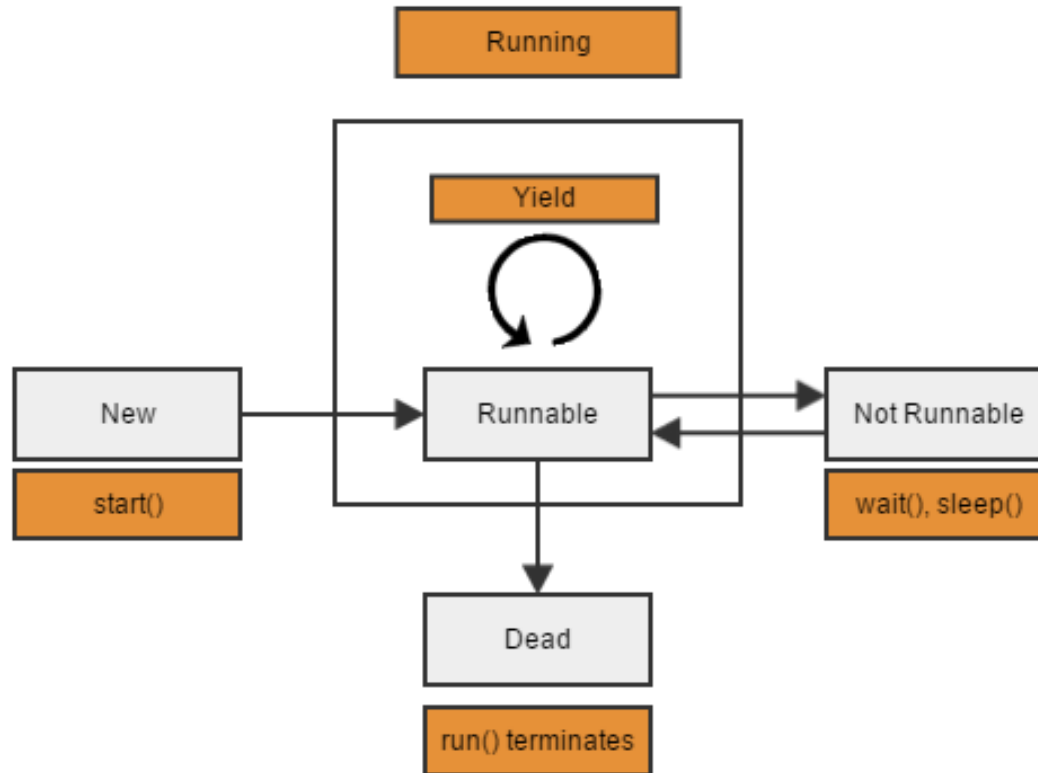 Running
Yield
New
Runnable
Not Runnable
start()
wait(), sleep()
Dead
run() terminates